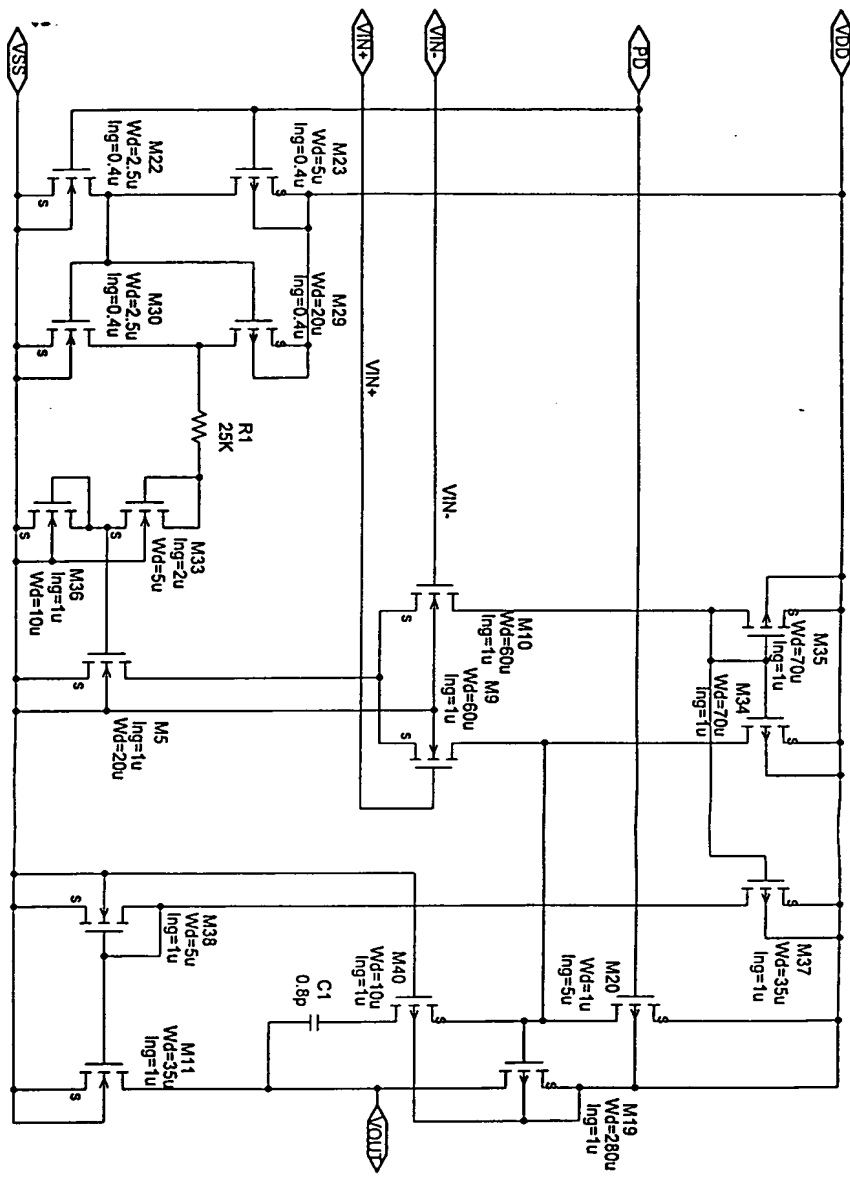 VDD
PD
VIN-
VIN+
VSS
M35
Wd=70u
lng=1u
S
M34
Wd=70u
lng=1u
S
M37
Wd=35u
lng=1u
S
M23
Wd=5u
lng=0.4u
S
M29
Wd=20u
lng=0.4u
S
VIN+
VIN-
M10
Wd=60u
lng=1u
S
M9
Wd=60u
lng=1u
S
M20
Wd=1u
lng=5u
S
M19
Wd=280u
lng=1u
S
M40
Wd=10u
lng=1u
S
C1
0.8p
VOUT
R1
25K
M22
Wd=2.5u
lng=0.4u
S
M30
Wd=2.5u
lng=0.4u
S
M33
lng=2u
Wd=5u
S
M36
lng=1u
Wd=10u
S
M5
lng=1u
Wd=20u
S
M38
Wd=5u
lng=1u
S
M11
Wd=35u
lng=1u
S